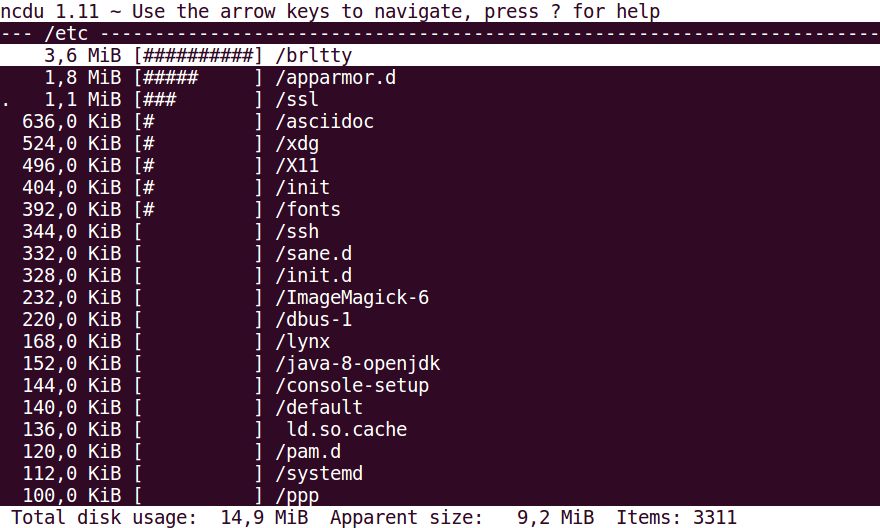 ncdu 1.11 ~ Use the arrow keys to navigate, press ? for help
--- /etc -----------------------------------------------------------------------
    3,6 MiB [##########] /brltty
    1,8 MiB [#####     ] /apparmor.d
.   1,1 MiB [###       ] /ssl
  636,0 KiB [#         ] /asciidoc
  524,0 KiB [#         ] /xdg
  496,0 KiB [#         ] /X11
  404,0 KiB [#         ] /init
  392,0 KiB [#         ] /fonts
  344,0 KiB [          ] /ssh
  332,0 KiB [          ] /sane.d
  328,0 KiB [          ] /init.d
  232,0 KiB [          ] /ImageMagick-6
  220,0 KiB [          ] /dbus-1
  168,0 KiB [          ] /lynx
  152,0 KiB [          ] /java-8-openjdk
  144,0 KiB [          ] /console-setup
  140,0 KiB [          ] /default
  136,0 KiB [          ]  ld.so.cache
  120,0 KiB [          ] /pam.d
  112,0 KiB [          ] /systemd
  100,0 KiB [          ] /ppp
 Total disk usage:  14,9 MiB  Apparent size:   9,2 MiB  Items: 3311